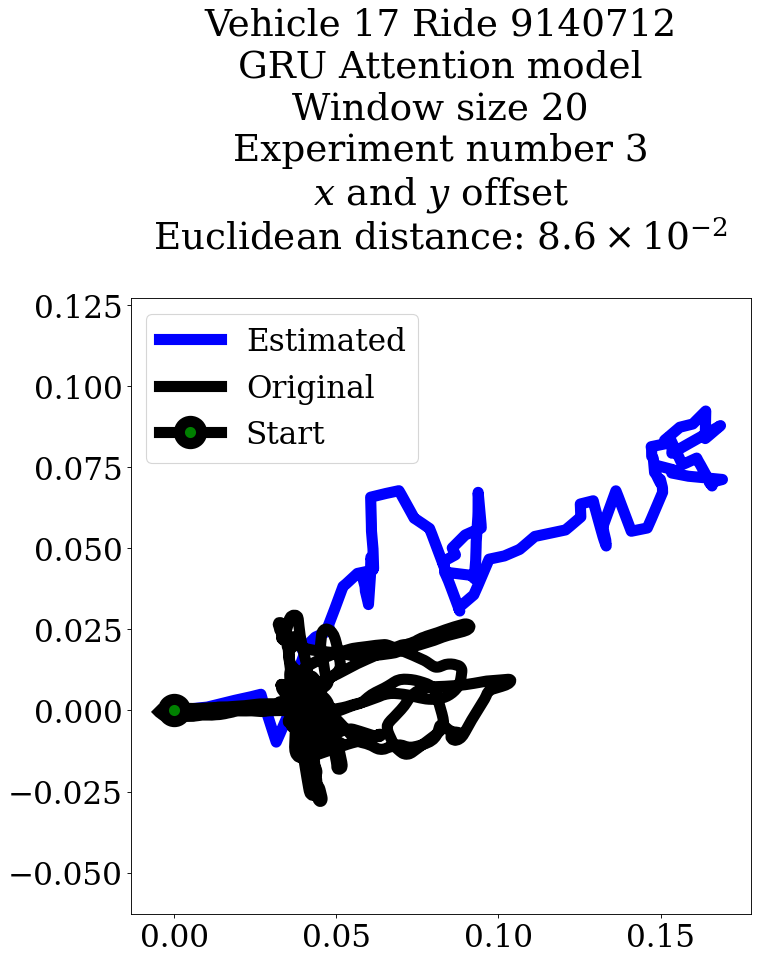 Vehicle 17 Ride 9140712
GRU Attention model
Window size 20
Experiment number 3
x and y offset
Euclidean distance: 8.6 × 10⁻²
Estimated
Original
Start
0.125
0.100
0.075
0.050
0.025
0.000
−0.025
−0.050
0.00 0.05 0.10 0.15